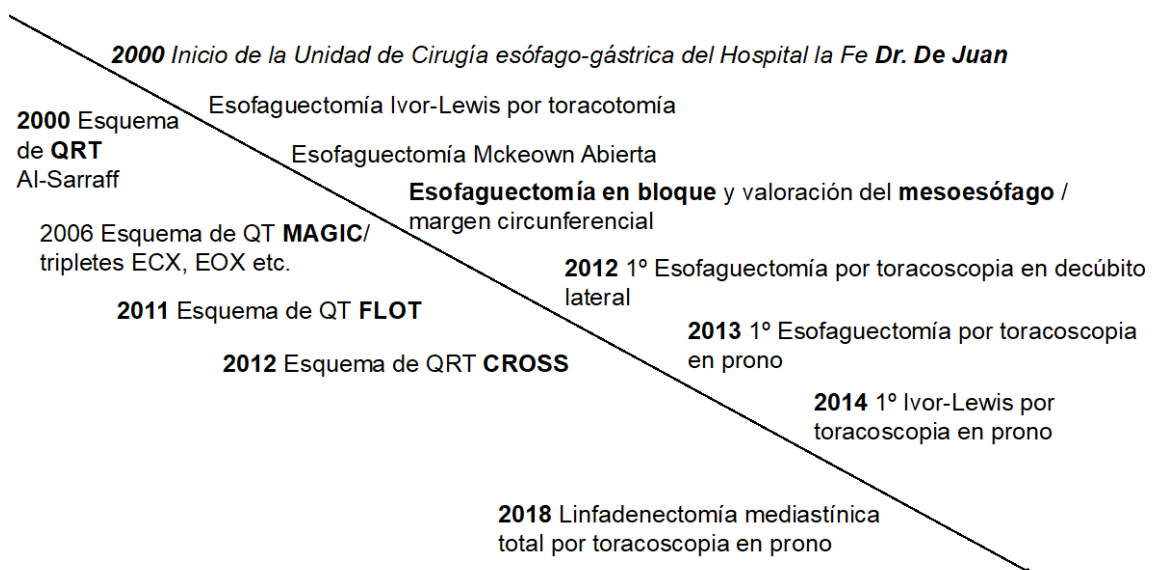 2000 Inicio de la Unidad de Cirugía esófago-gástrica del Hospital la Fe Dr. De Juan
Esofaguectomía Ivor-Lewis por toracotomía
2000 Esquema
de QRT
Al-Sarraff
Esofaguectomía Mckeown Abierta
Esofaguectomía en bloque y valoración del mesoesófago /
margen circunferencial
2006 Esquema de QT MAGIC/
tripletes ECX, EOX etc.
2012 1º Esofaguectomía por toracoscopia en decúbito
lateral
2011 Esquema de QT FLOT
2013 1º Esofaguectomía por toracoscopia
en prono
2012 Esquema de QRT CROSS
2014 1º Ivor-Lewis por
toracoscopia en prono
2018 Linfadenectomía mediastínica
total por toracoscopia en prono